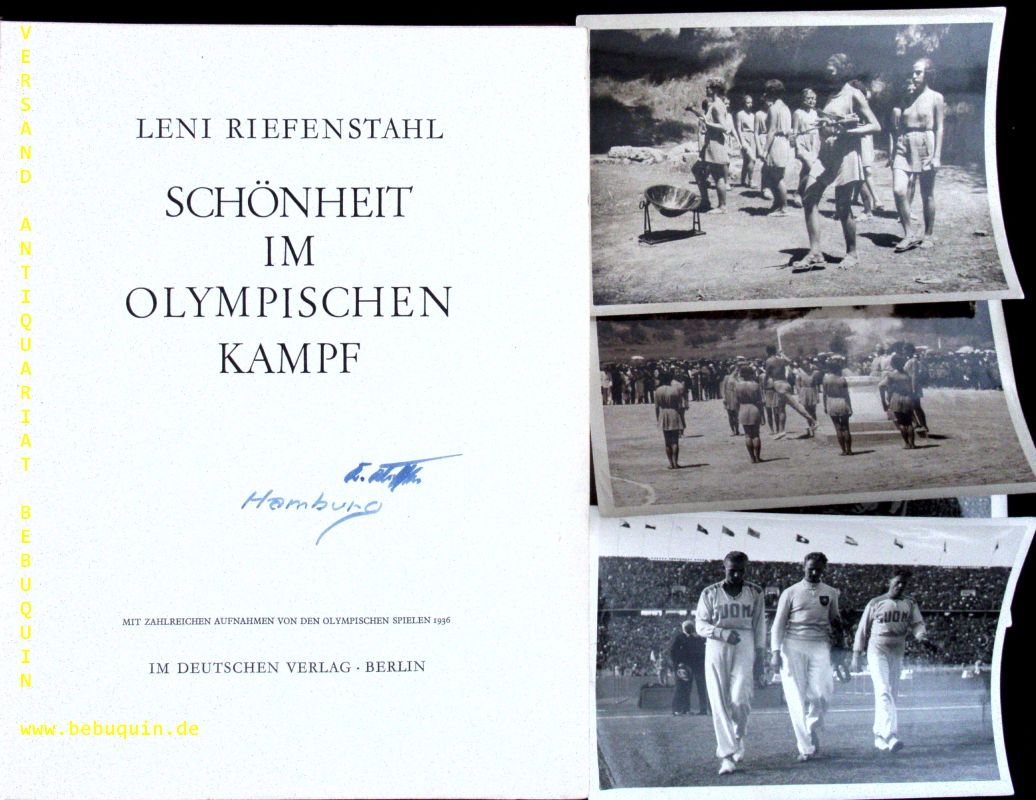 VERSAND ANTIQUARIAT BEBUQUIN
LENI RIEFENSTAHL
SCHÖNHEIT
IM
OLYMPISCHEN
KAMPF
Hamburg
MIT ZAHLREICHEN AUFNAHMEN VON DEN OLYMPISCHEN SPIELEN 1936
IM DEUTSCHEN VERLAG · BERLIN
www.bebuquin.de
SUOMI
SUOMI